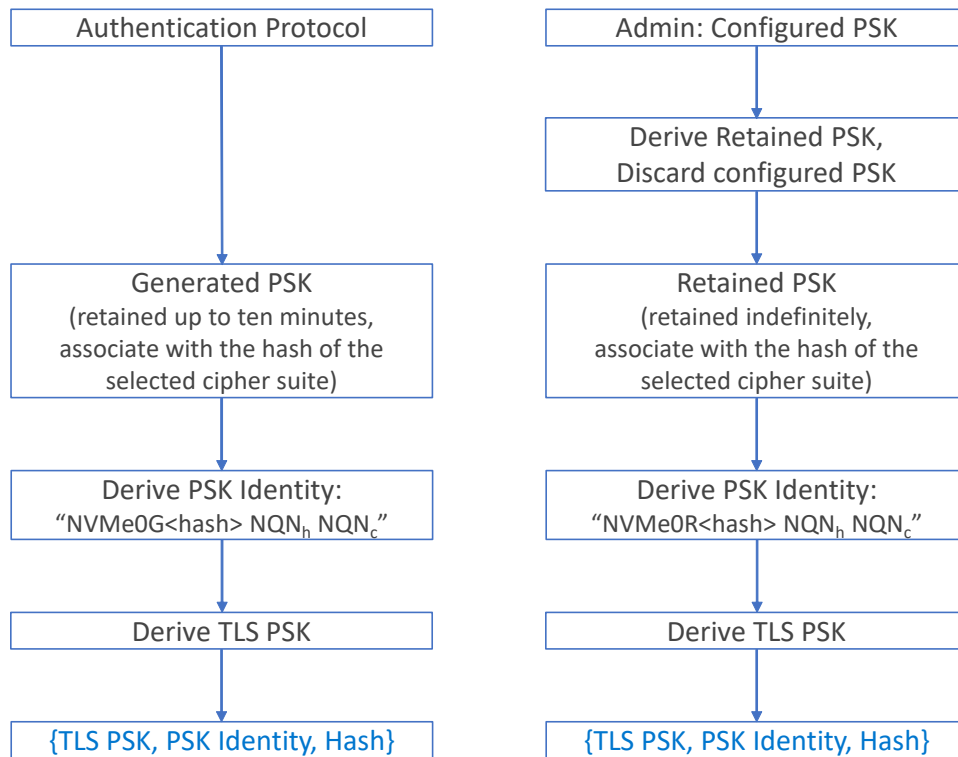 Authentication Protocol
Generated PSK
(retained up to ten minutes,
associate with the hash of the
selected cipher suite)
Derive PSK Identity:
“NVMe0G<hash> NQNh NQNc”
Derive TLS PSK
{TLS PSK, PSK Identity, Hash}
Admin: Configured PSK
Derive Retained PSK,
Discard configured PSK
Retained PSK
(retained indefinitely,
associate with the hash of the
selected cipher suite)
Derive PSK Identity:
“NVMe0R<hash> NQNh NQNc”
Derive TLS PSK
{TLS PSK, PSK Identity, Hash}